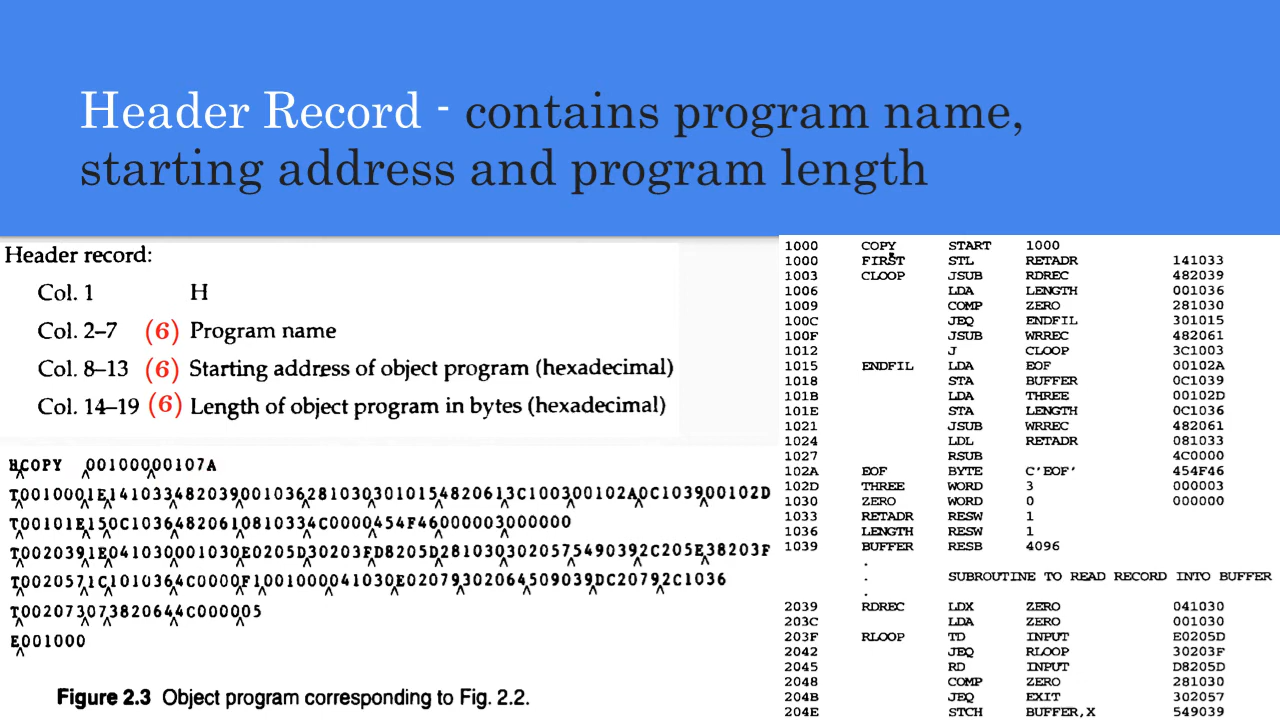 Header Record - contains program name,
starting address and program length
Header record:
Col. 1 H
Col. 2–7 (6) Program name
Col. 8–13 (6) Starting address of object program (hexadecimal)
Col. 14–19 (6) Length of object program in bytes (hexadecimal)
HCOPY 00100000107A
T0010001E1410334820390010362810303010154820613C100300102A0C103900102D
T00101E150C10364820610810334C0000454F46000003000000
T0020391E041030001030E0205D30203FD8205D2810303020575490392C205E38203F
T0020571C1010364C0000F1001000041030E02079302064509039DC20792C1036
T002073073820644C000005
E001000
Figure 2.3 Object program corresponding to Fig. 2.2.
1000 COPY START 1000
1000 FIRST STL RETADR 141033
1003 CLOOP JSUB RDREC 482039
1006 LDA LENGTH 001036
1009 COMP ZERO 281030
100C JEQ ENDFIL 301015
100F JSUB WRREC 482061
1012 J CLOOP 3C1003
1015 ENDFIL LDA EOF 00102A
1018 STA BUFFER 0C1039
101B LDA THREE 00102D
101E STA LENGTH 0C1036
1021 JSUB WRREC 482061
1024 LDL RETADR 081033
1027 RSUB 4C0000
102A EOF BYTE C'EOF' 454F46
102D THREE WORD 3 000003
1030 ZERO WORD 0 000000
1033 RETADR RESW 1
1036 LENGTH RESW 1
1039 BUFFER RESB 4096
.
. SUBROUTINE TO READ RECORD INTO BUFFER
.
2039 RDREC LDX ZERO 041030
203C LDA ZERO 001030
203F RLOOP TD INPUT E0205D
2042 JEQ RLOOP 30203F
2045 RD INPUT D8205D
2048 COMP ZERO 281030
204B JEQ EXIT 302057
204E STCH BUFFER,X 549039